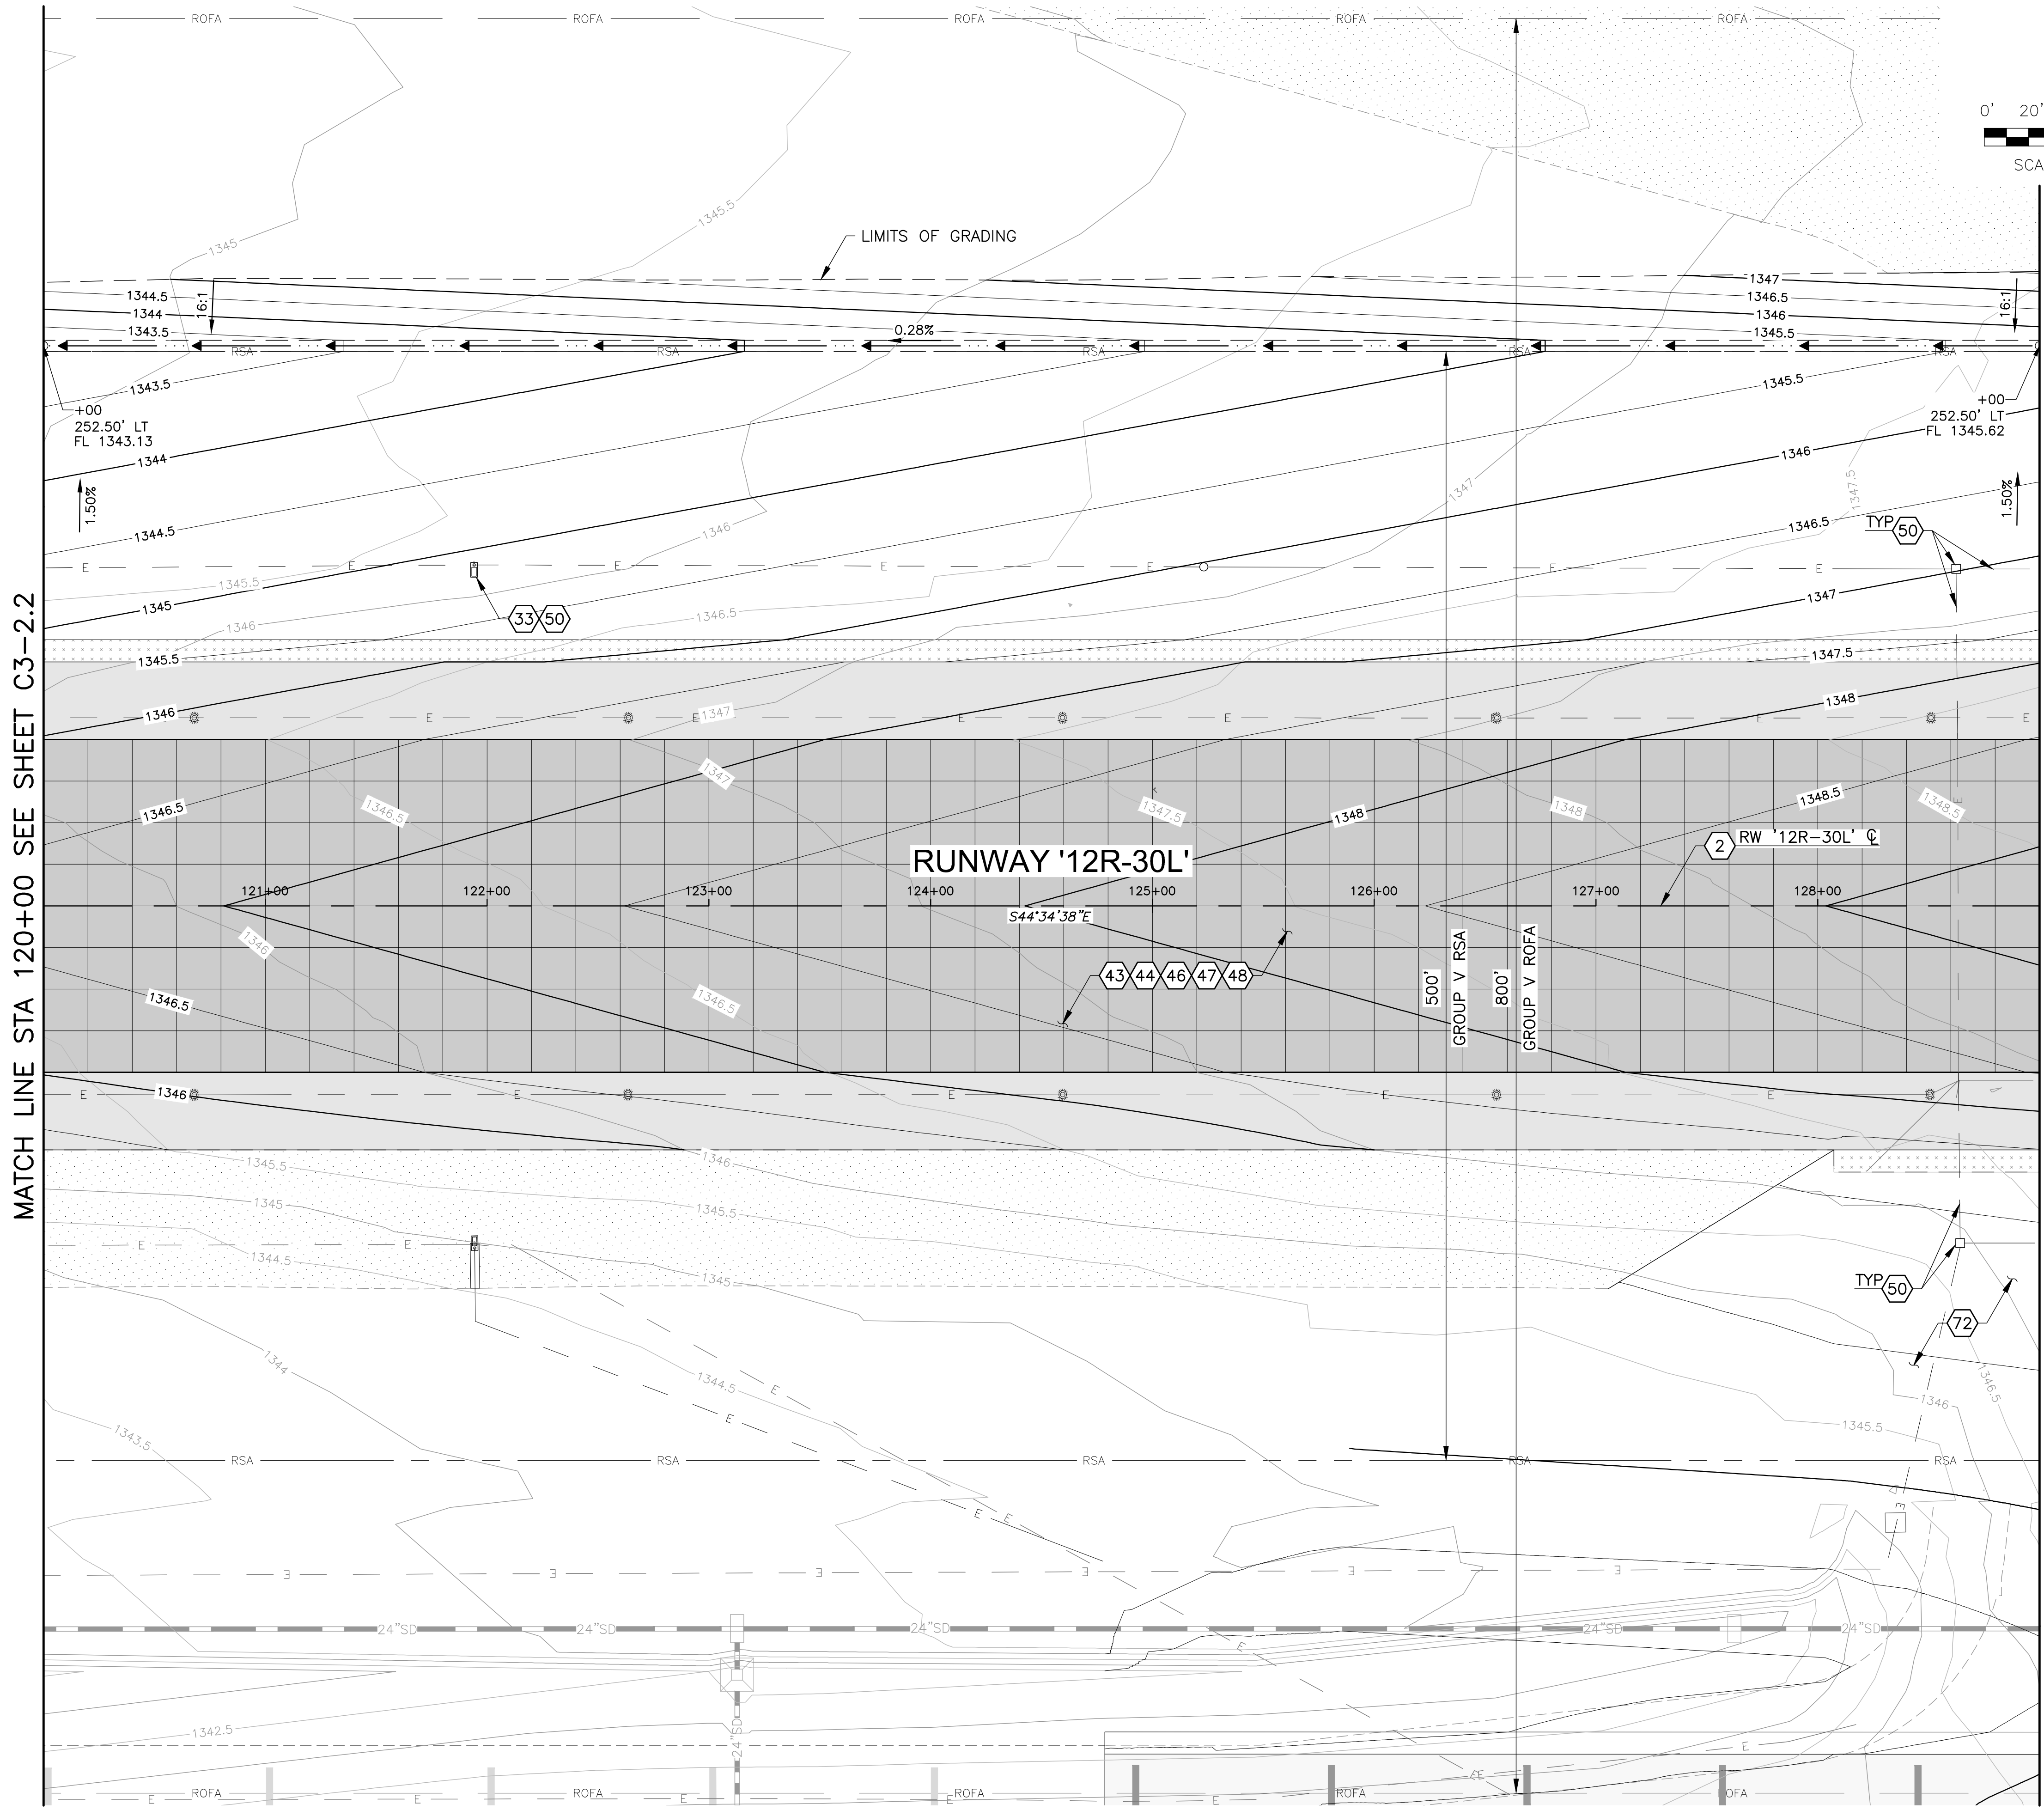 ROFA ROFA ROFA ROFA ROFA
0' 20'
SCA
1345
1345.5
LIMITS OF GRADING
1344.5
16:1
1344
1343.5
1347
1346.5
1346
1345.5
16:1
0.28%
RSA RSA RSA RSA RSA
1343.5
1345.5
+00
252.50' LT
FL 1343.13
+00
252.50' LT
FL 1345.62
1344
1346
1347
1347.5
1.50%
1.50%
1344.5
1346
1346.5
TYP 50
E E E E E E
1345.5
33 50
1345
1346
1346.5
1347
1345.5
1347.5
1346
E E E E E E
1347
1348
1346.5
1346.5
1347
1347.5
1348
1348
1348.5
1348.5
E
RUNWAY '12R-30L'
2 RW '12R-30L' ℄
121+00 122+00 123+00 124+00 125+00 126+00 127+00 128+00
S44°34'38"E
1346
1346.5
1346.5
43 44 46 47 48
500'
GROUP V RSA
800'
GROUP V ROFA
MATCH LINE STA 120+00 SEE SHEET C3-2.2
E 1346 E E E E
1345.5
1346
1345
1345.5
E E
1344.5
1345
TYP 50
72
1344
1344.5
E
E
1346
1346.5
1345.5
1343.5
RSA RSA RSA RSA
E E
E
E E E E E E
24"SD 24"SD 24"SD 24"SD 24"SD
E
1342.5
24"SD
E
E
ROFA ROFA ROFA ROFA OFA
E E E E E